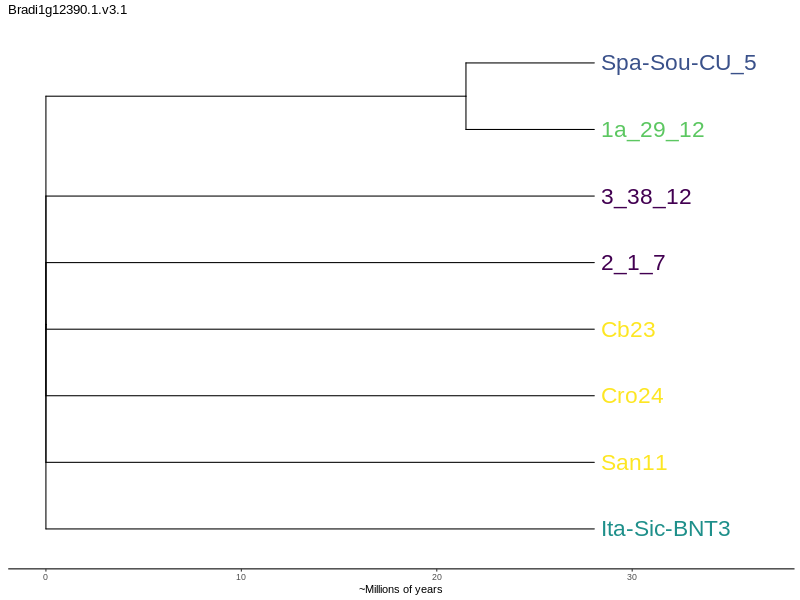 Bradi1g12390.1.v3.1
Spa-Sou-CU_5
1a_29_12
3_38_12
2_1_7
Cb23
Cro24
San11
Ita-Sic-BNT3
0 10 20 30
~Millions of years